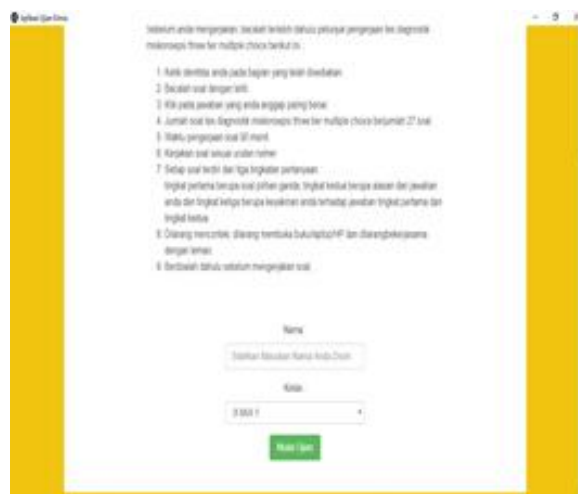 Sebelum anda mengerjakan, bacalah terlebih dahulu petunjuk pengerjaan tes diagnostik
miskonsepsi three tier multiple choice berikut ini
1. Ketik identitas anda pada bagian yang telah disediakan
2. Bacalah soal dengan teliti
3. Klik pada jawaban yang anda anggap paling benar
4. Jumlah soal tes diagnostik miskonsepsi three tier multiple choice berjumlah 27 soal
5. Waktu pengerjaan soal 90 menit
6. Kerjakan soal sesuai urutan nomer
7. Setiap soal terdiri dari tiga tingkatan pertanyaan:
tingkat pertama berupa soal pilihan ganda, tingkat kedua berupa alasan dari jawaban
anda dan tingkat ketiga berupa keyakinan anda terhadap jawaban tingkat pertama dan
tingkat kedua
8. Dilarang mencontek, dilarang membuka buku/laptop/HP dan dilarang bekerjasama
dengan teman
9. Berdoalah dahulu sebelum mengerjakan soal
Nama
Silahkan Masukan Nama Anda Disini
Kelas
Mulai Ujian